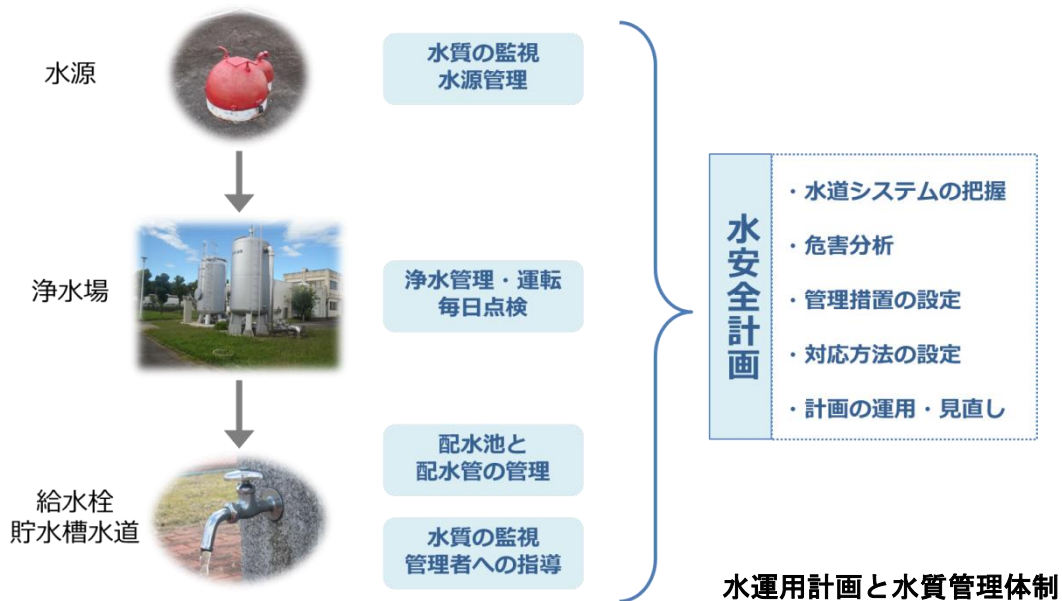 水源
水質の監視
水源管理
浄水場
浄水管理・運転
毎日点検
給水栓
貯水槽水道
配水池と
配水管の管理
水質の監視
管理者への指導
水安全計画
・水道システムの把握
・危害分析
・管理措置の設定
・対応方法の設定
・計画の運用・見直し
水運用計画と水質管理体制